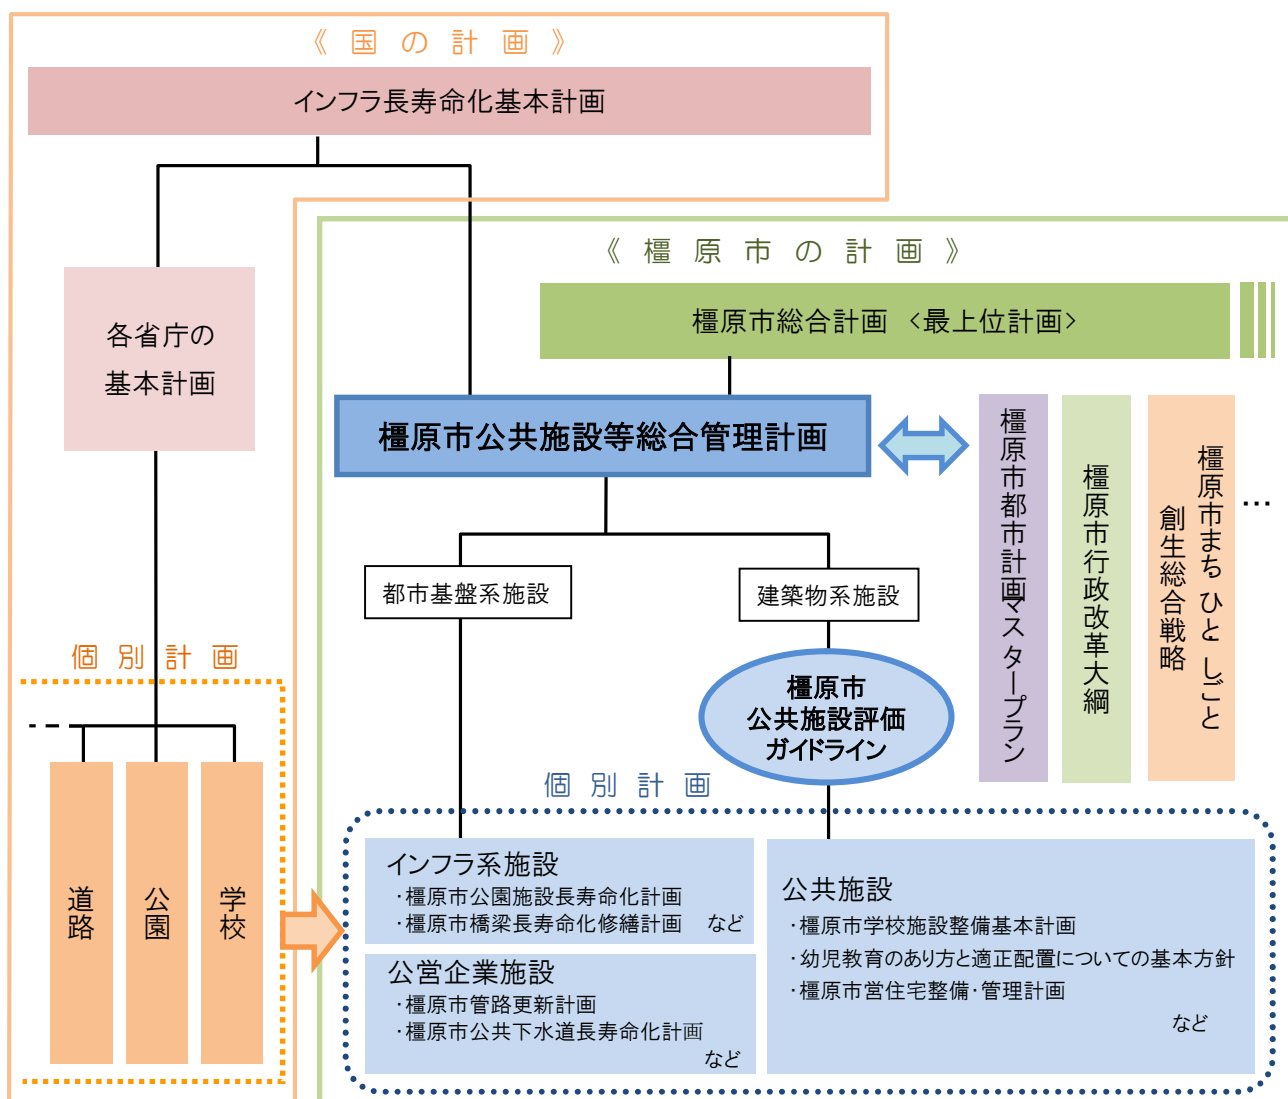 《 国 の 計 画 》
インフラ長寿命化基本計画
各省庁の
基本計画
個 別 計 画
道路
公園
学校
《 橿 原 市 の 計 画 》
橿原市総合計画 <最上位計画>
橿原市公共施設等総合管理計画
橿原市都市計画マスタープラン
橿原市行政改革大綱
橿原市まち、ひと、しごと
創生総合戦略
…
都市基盤系施設
建築物系施設
橿原市
公共施設評価
ガイドライン
個 別 計 画
インフラ系施設
・橿原市公園施設長寿命化計画
・橿原市橋梁長寿命化修繕計画 など
公営企業施設
・橿原市管路更新計画
・橿原市公共下水道長寿命化計画
など
公共施設
・橿原市学校施設整備基本計画
・幼児教育のあり方と適正配置についての基本方針
・橿原市営住宅整備・管理計画
など